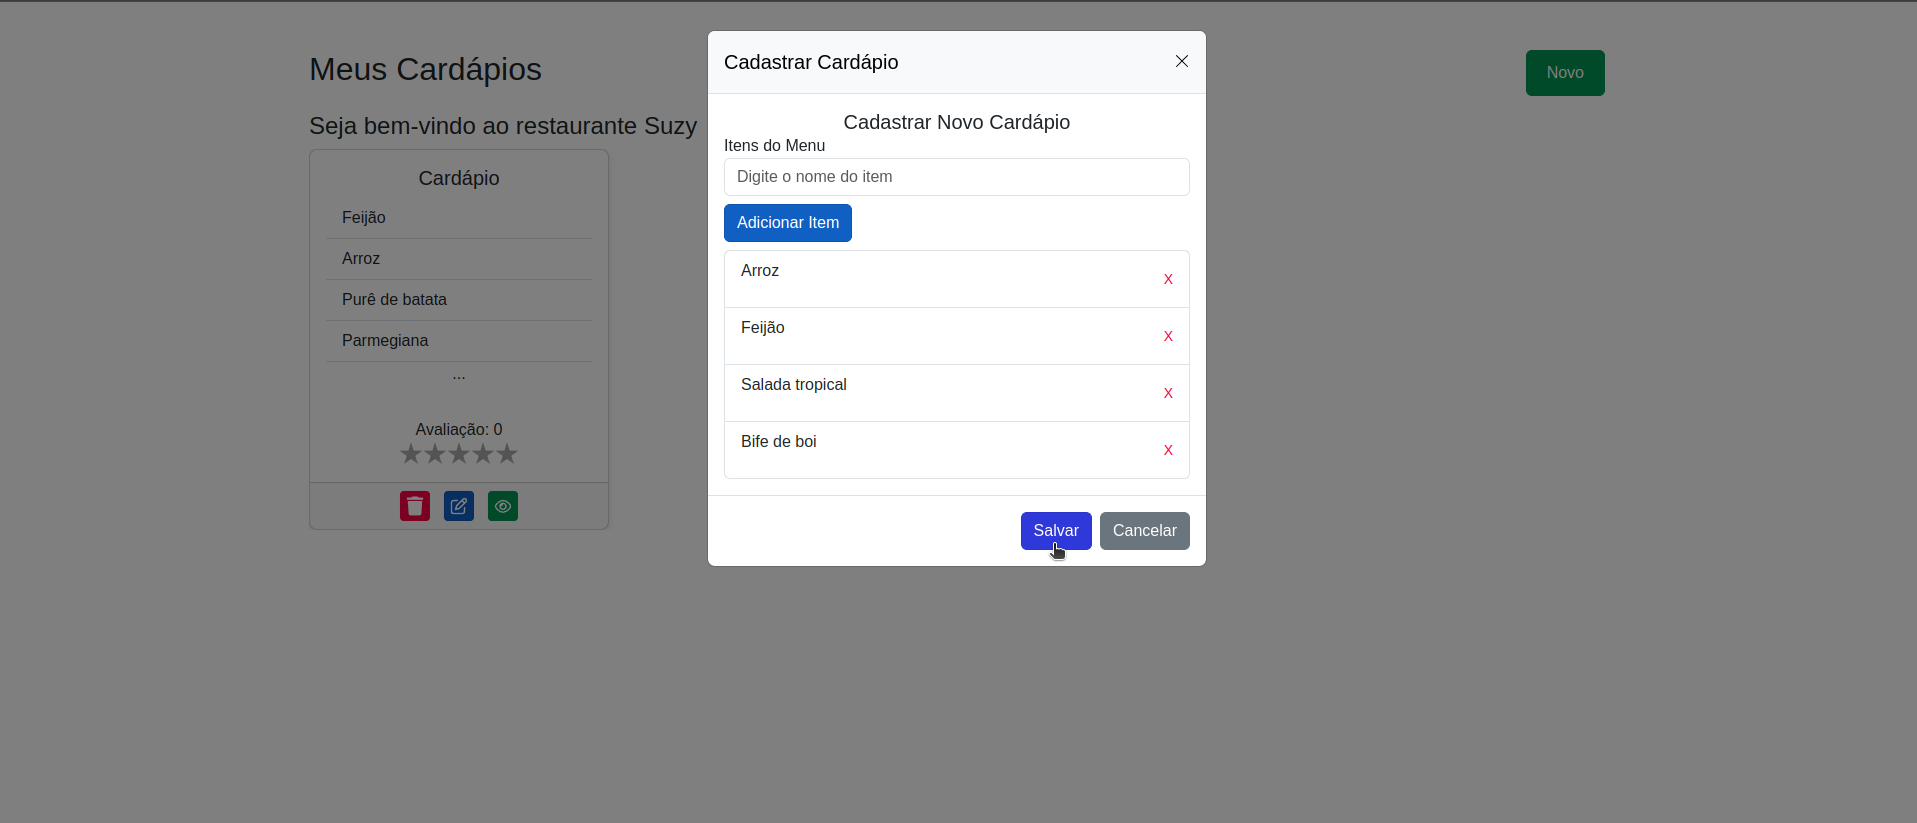 Meus Cardápios
Novo
Seja bem-vindo ao restaurante Suzy
Cardápio
Feijão
Arroz
Purê de batata
Parmegiana
...
Avaliação: 0
Cadastrar Cardápio
Cadastrar Novo Cardápio
Itens do Menu
Digite o nome do item
Adicionar Item
Arroz
X
Feijão
X
Salada tropical
X
Bife de boi
X
Salvar
Cancelar